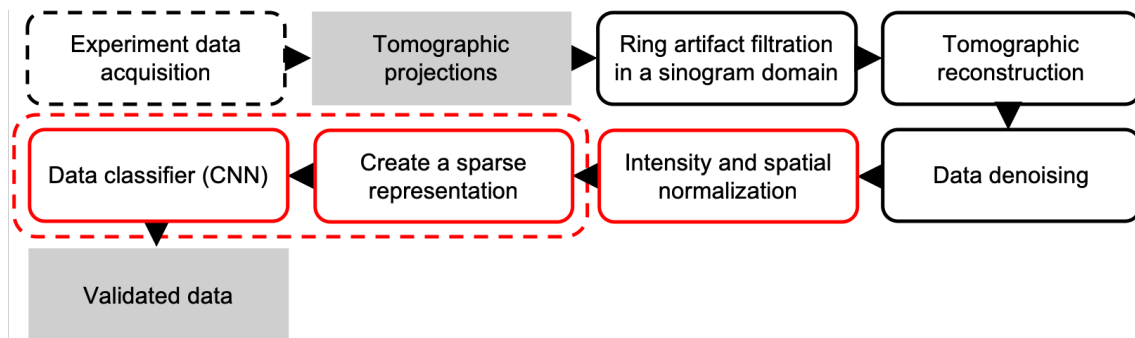 Experiment data
acquisition
Tomographic
projections
Ring artifact filtration
in a sinogram domain
Tomographic
reconstruction
Data denoising
Intensity and spatial
normalization
Create a sparse
representation
Data classifier (CNN)
Validated data